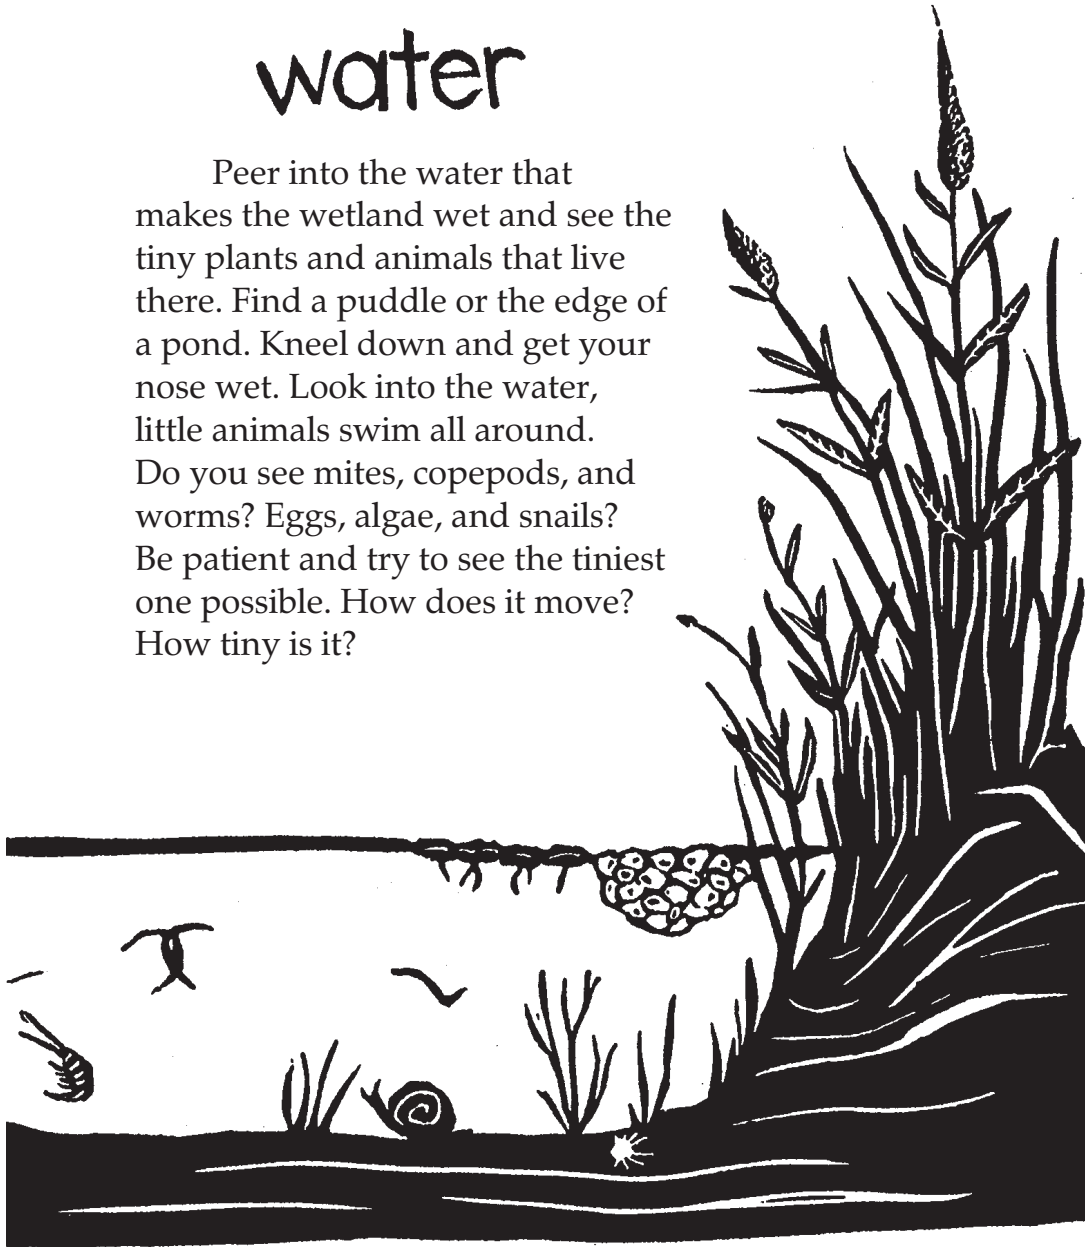 water
Peer into the water that
makes the wetland wet and see the
tiny plants and animals that live
there. Find a puddle or the edge of
a pond. Kneel down and get your
nose wet. Look into the water,
little animals swim all around.
Do you see mites, copepods, and
worms? Eggs, algae, and snails?
Be patient and try to see the tiniest
one possible. How does it move?
How tiny is it?